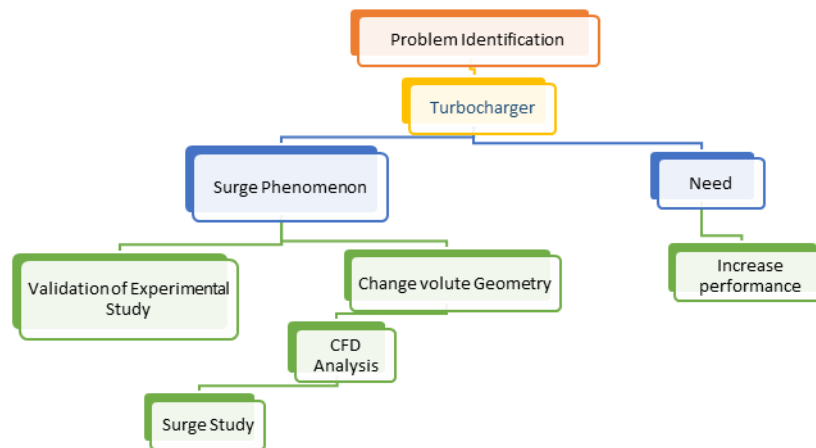 Problem Identification
Turbocharger
Surge Phenomenon
Need
Validation of Experimental
Study
Change volute Geometry
Increase
performance
CFD
Analysis
Surge Study